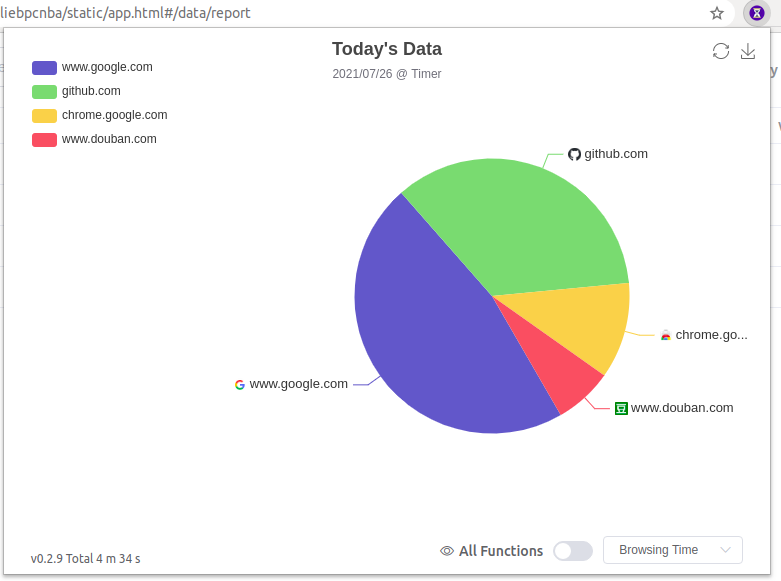 liebpcnba/static/app.html#/data/report
Today's Data
2021/07/26 @ Timer
www.google.com
github.com
chrome.google.com
www.douban.com
github.com
chrome.go...
www.google.com
豆
www.douban.com
v0.2.9 Total 4 m 34 s
All Functions
Browsing Time